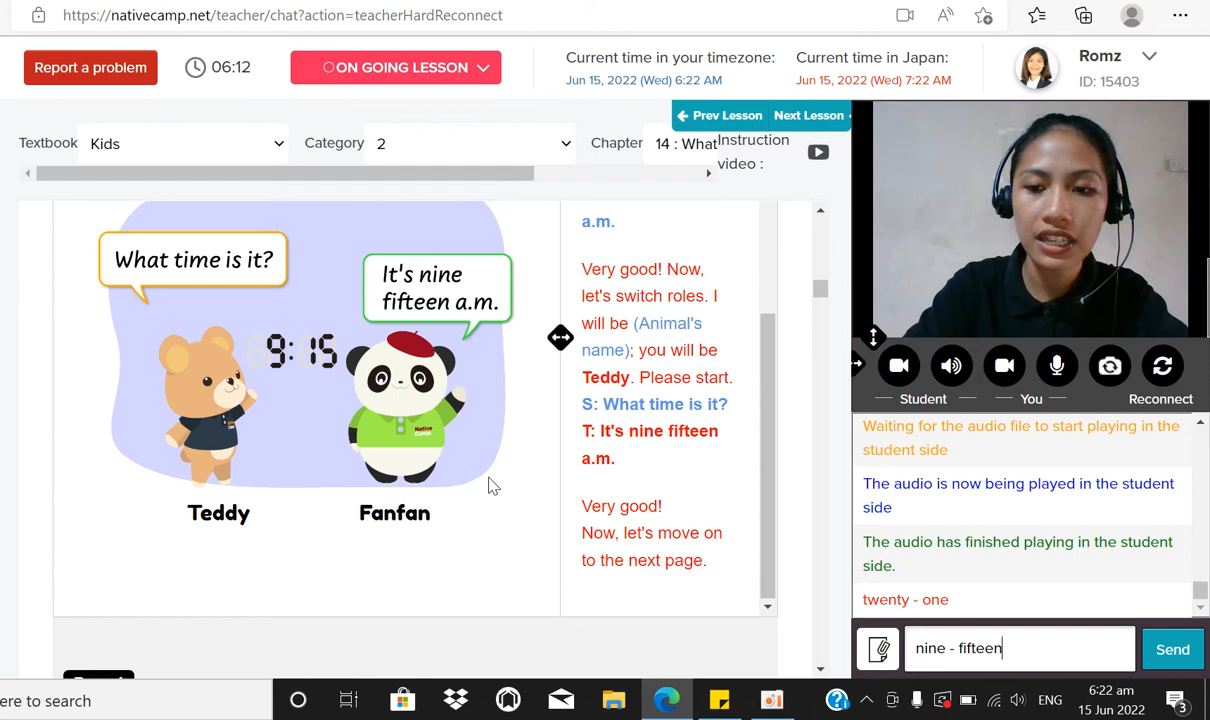 https://nativecamp.net/teacher/chat?action=teacherHardReconnect
Report a problem
06:12
ON GOING LESSON
Current time in your timezone:
Jun 15, 2022 (Wed) 6:22 AM
Current time in Japan:
Jun 15, 2022 (Wed) 7:22 AM
Romz
ID: 15403
Prev Lesson
Next Lesson
Textbook
Kids
Category
2
Chapter
14 : What
Instruction
video :
What time is it?
It's nine
fifteen a.m.
9:15
Native
Camp
Teddy
Fanfan
a.m.
Very good! Now,
let's switch roles. I
will be (Animal's
name); you will be
Teddy. Please start.
S: What time is it?
T: It's nine fifteen
a.m.
Very good!
Now, let's move on
to the next page.
Student
You
Reconnect
Waiting for the audio file to start playing in the
student side
The audio is now being played in the student
side
The audio has finished playing in the student
side.
twenty - one
nine - fifteen
Send
ere to search
ENG
6:22 am
15 Jun 2022
3